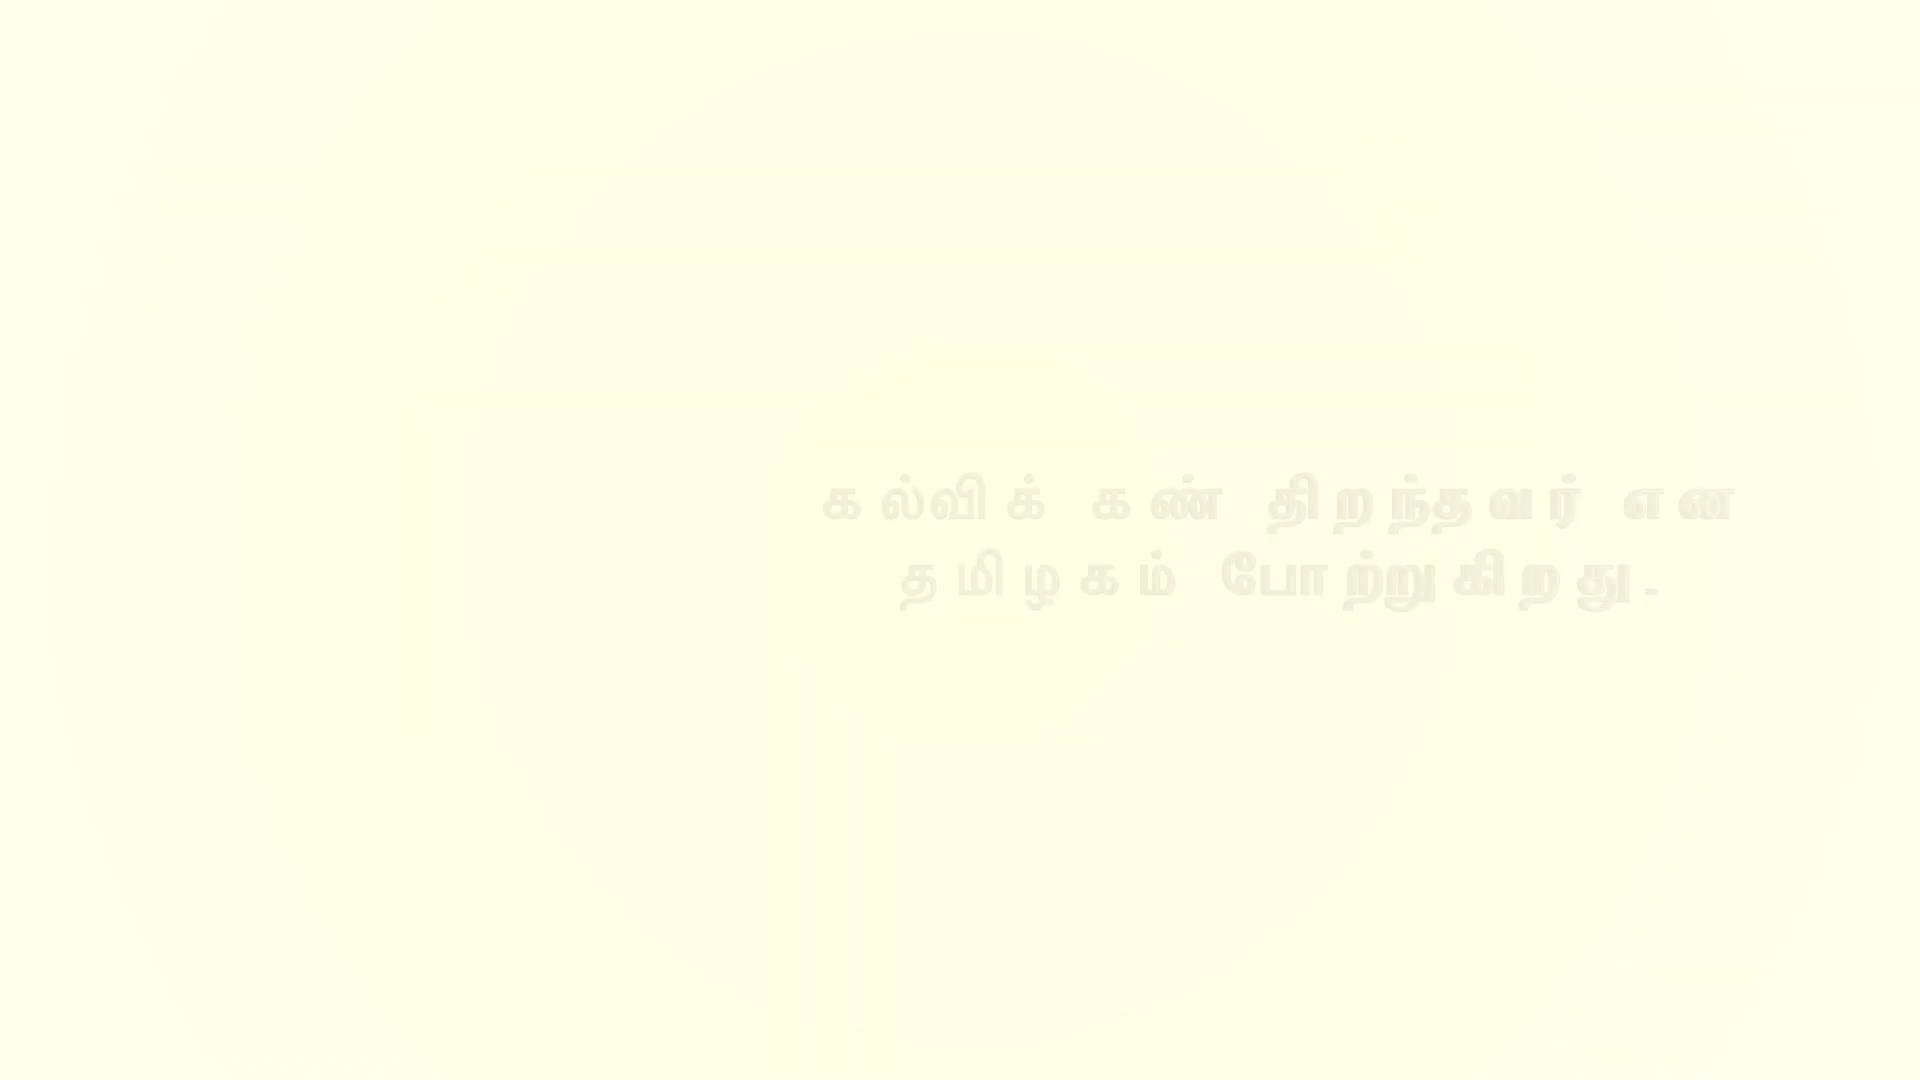 கல்விக் கண் திறந்தவர் என
தமிழகம் போற்றுகிறது.